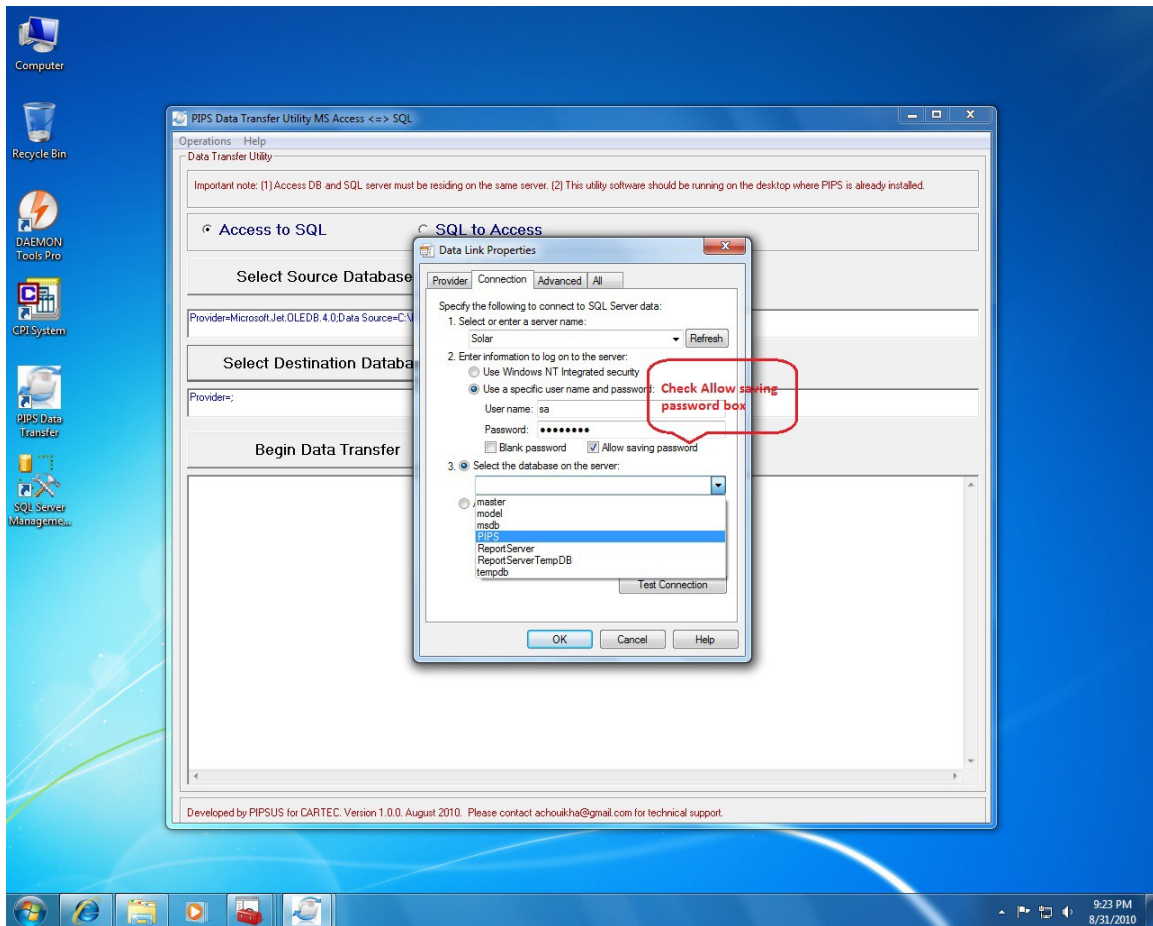 Computer
Recycle Bin
DAEMON
Tools Pro
CPI System
PIPS Data
Transfer
SQL Server
Manageme...
PIPS Data Transfer Utility MS Access <=> SQL
Operations Help
Data Transfer Utility
Important note: (1) Access DB and SQL server must be residing on the same server. (2) This utility software should be running on the desktop where PIPS is already installed.
Access to SQL SQL to Access
Select Source Database
Provider=Microsoft.Jet.OLEDB.4.0;Data Source=C:\
Select Destination Databa
Provider=;
Begin Data Transfer
Data Link Properties
Provider Connection Advanced All
Specify the following to connect to SQL Server data:
1. Select or enter a server name:
Solar Refresh
2. Enter information to log on to the server:
Use Windows NT Integrated security
Use a specific user name and password:
User name: sa
Password: ●●●●●●●●
Blank password Allow saving password
Check Allow saving
password box
3. Select the database on the server:
master
model
msdb
PIPS
ReportServer
ReportServerTempDB
tempdb
Test Connection
OK Cancel Help
Developed by PIPSUS for CARTEC. Version 1.0.0. August 2010. Please contact achouikha@gmail.com for technical support.
9:23 PM
8/31/2010